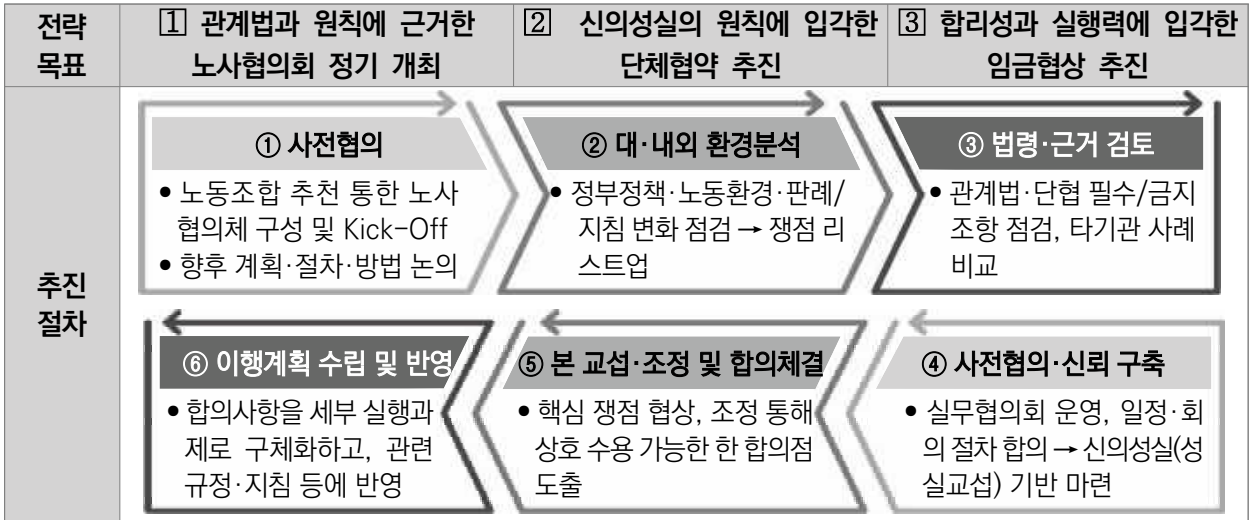 전략
목표
1 관계법과 원칙에 근거한
노사협의회 정기 개최
2 신의성실의 원칙에 입각한
단체협약 추진
3 합리성과 실행력에 입각한
임금협상 추진
추진
절차
① 사전협의
• 노동조합 추천 통한 노사
협의체 구성 및 Kick-Off
• 향후 계획·절차·방법 논의
② 대·내외 환경분석
• 정부정책·노동환경·판례/
지침 변화 점검 → 쟁점 리
스트업
③ 법령·근거 검토
• 관계법·단협 필수/금지
조항 점검, 타기관 사례
비교
④ 사전협의·신뢰 구축
• 실무협의회 운영, 일정·회
의 절차 합의 → 신의성실(성
실교섭) 기반 마련
⑤ 본 교섭·조정 및 합의체결
• 핵심 쟁점 협상, 조정 통해
상호 수용 가능한 한 합의점
도출
⑥ 이행계획 수립 및 반영
• 합의사항을 세부 실행과
제로 구체화하고, 관련
규정·지침 등에 반영